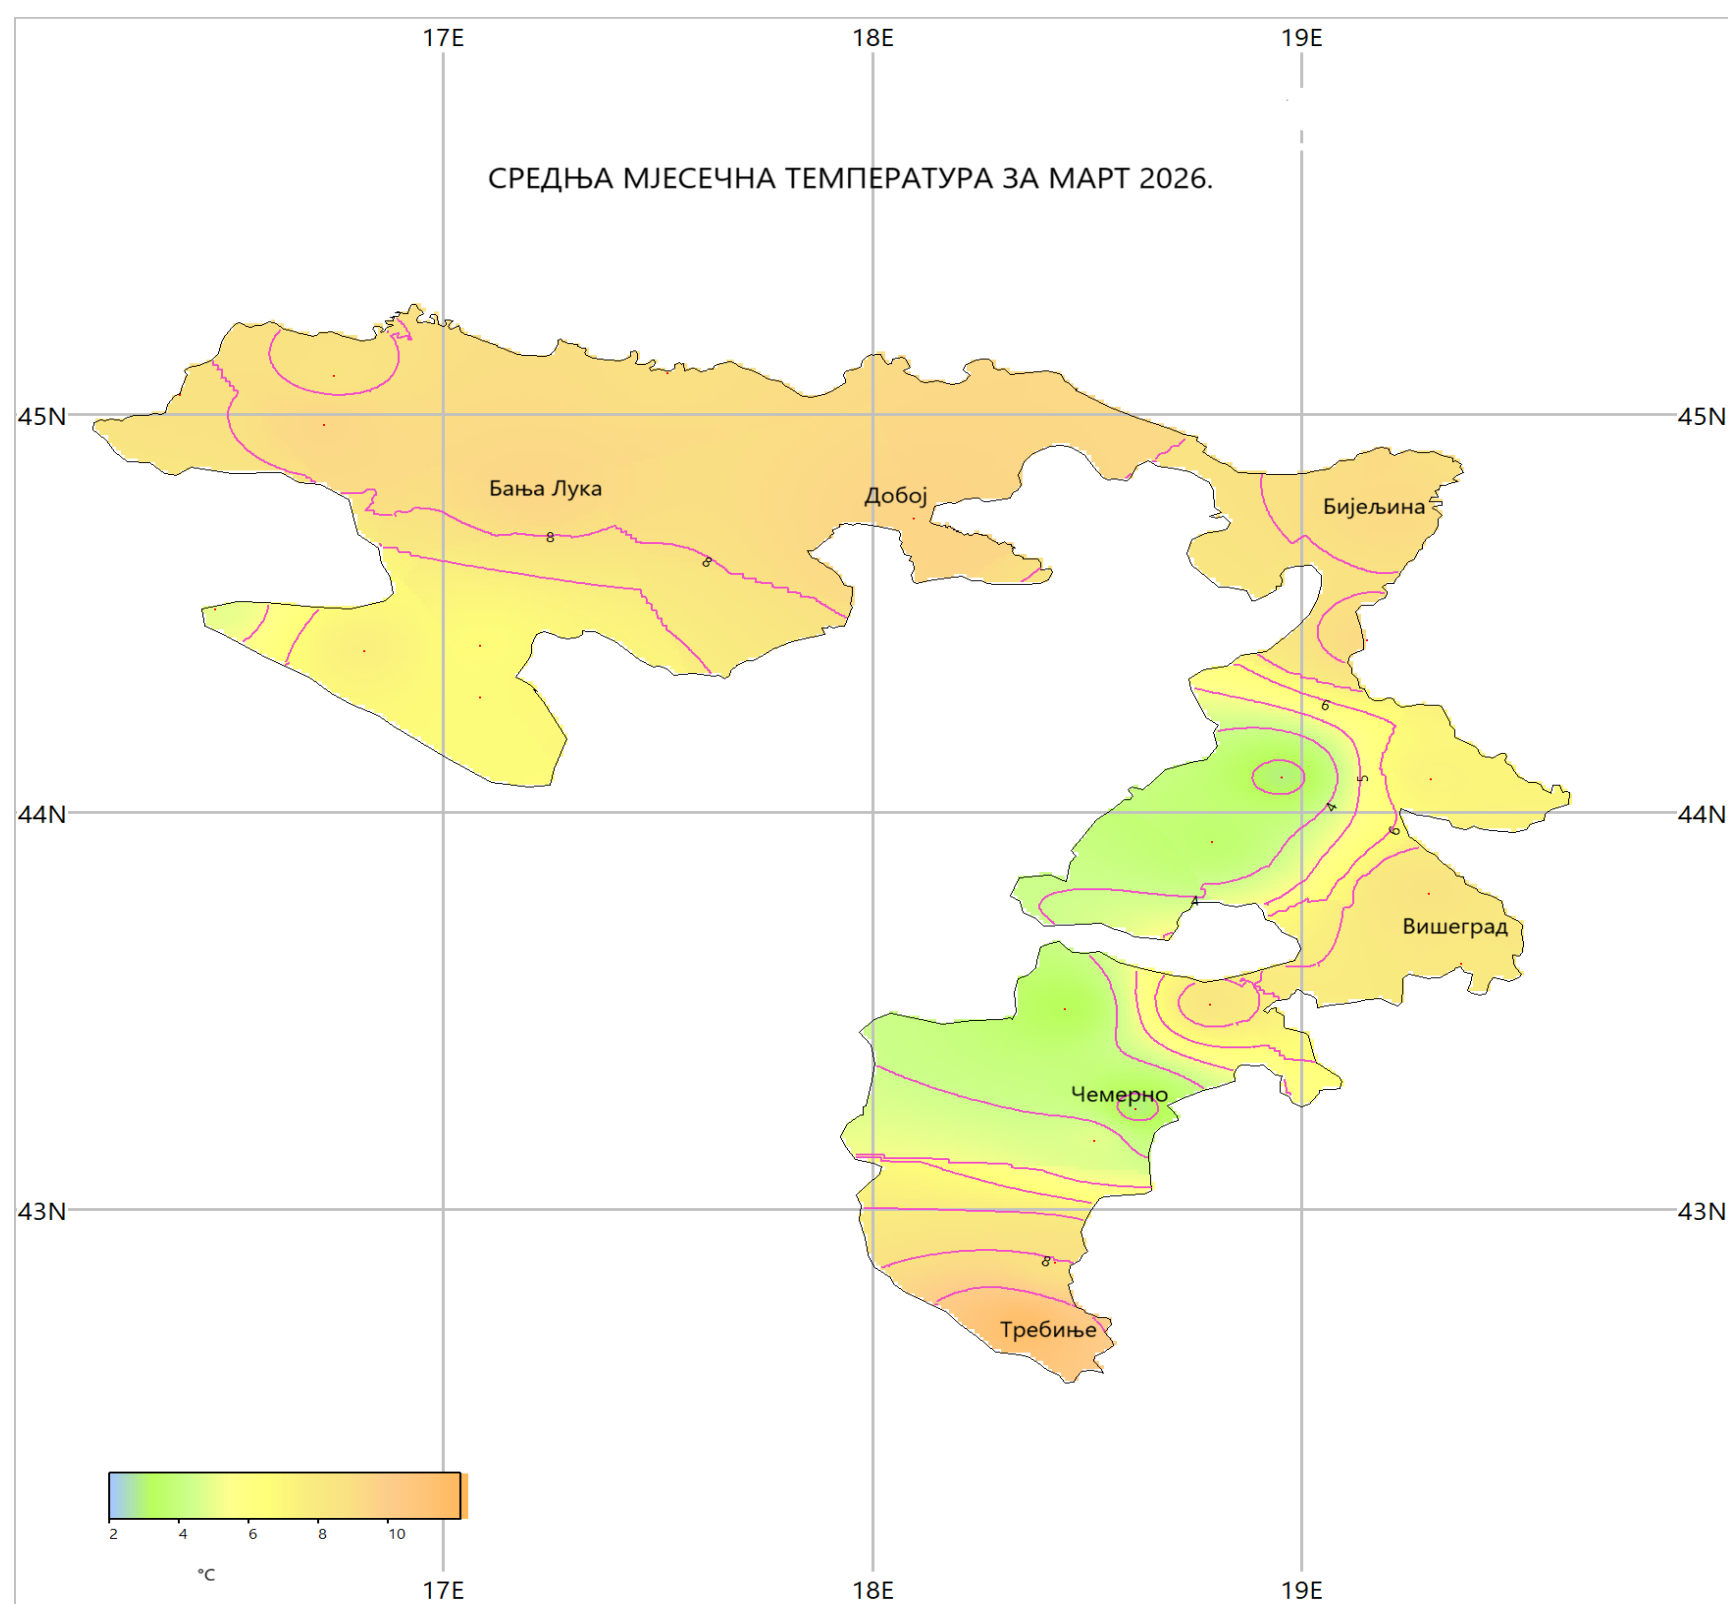 17E 18E 19E
СРЕДЊА МЈЕСЕЧНА ТЕМПЕРАТУРА ЗА МАРТ 2026.
45N 45N
Бања Лука
Добој
Бијељина
8
8
6
5
44N 44N
4
6
4
Вишеград
Чемерно
43N 43N
8
Требиње
2 4 6 8 10
°C
17E 18E 19E